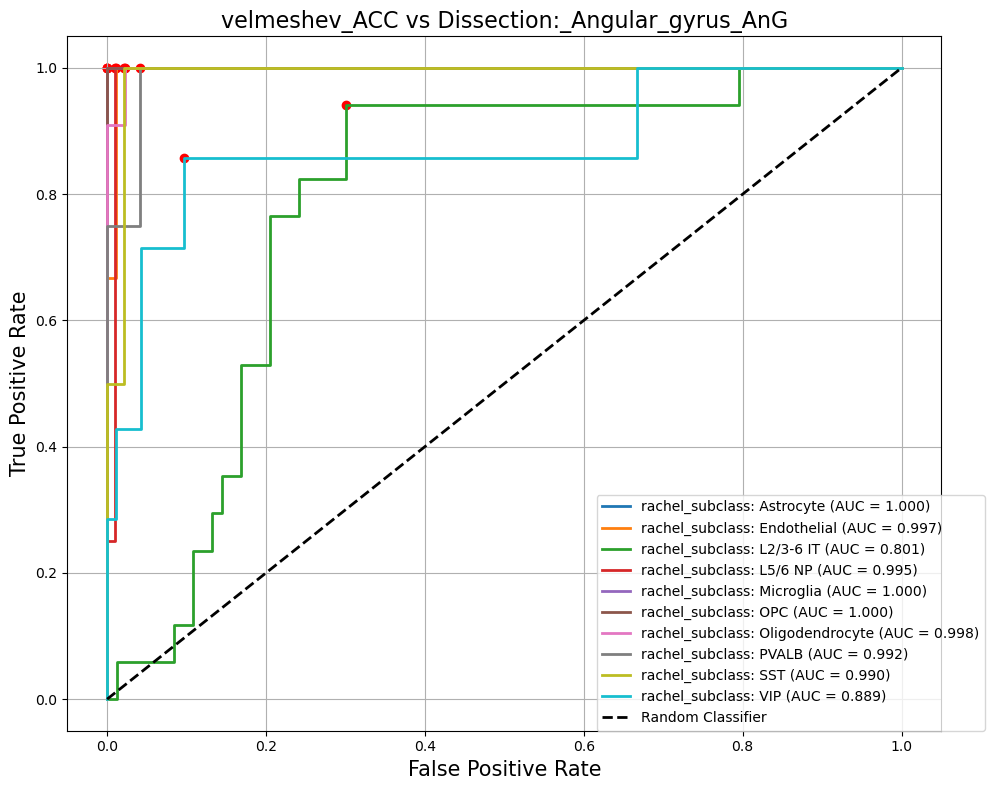 velmeshev_ACC vs Dissection:_Angular_gyrus_AnG
True Positive Rate
1.0
0.8
0.6
0.4
0.2
0.0
rachel_subclass: Astrocyte (AUC = 1.000)
rachel_subclass: Endothelial (AUC = 0.997)
rachel_subclass: L2/3-6 IT (AUC = 0.801)
rachel_subclass: L5/6 NP (AUC = 0.995)
rachel_subclass: Microglia (AUC = 1.000)
rachel_subclass: OPC (AUC = 1.000)
rachel_subclass: Oligodendrocyte (AUC = 0.998)
rachel_subclass: PVALB (AUC = 0.992)
rachel_subclass: SST (AUC = 0.990)
rachel_subclass: VIP (AUC = 0.889)
Random Classifier
0.0 0.2 0.4 0.6 0.8 1.0
False Positive Rate